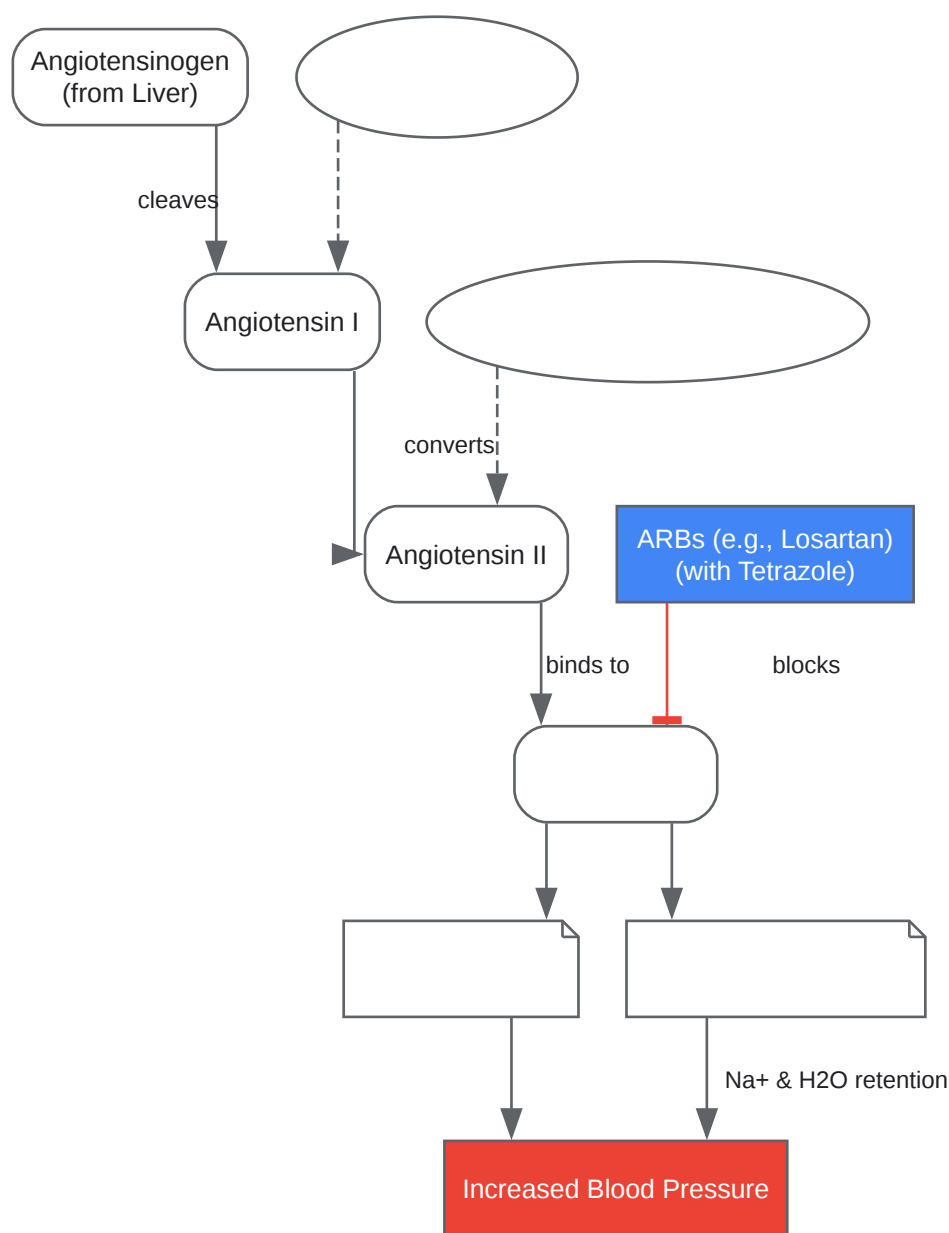 Angiotensinogen
(from Liver)
cleaves
Angiotensin I
converts
Angiotensin II
ARBs (e.g., Losartan)
(with Tetrazole)
binds to
blocks
Na+ & H2O retention
Increased Blood Pressure